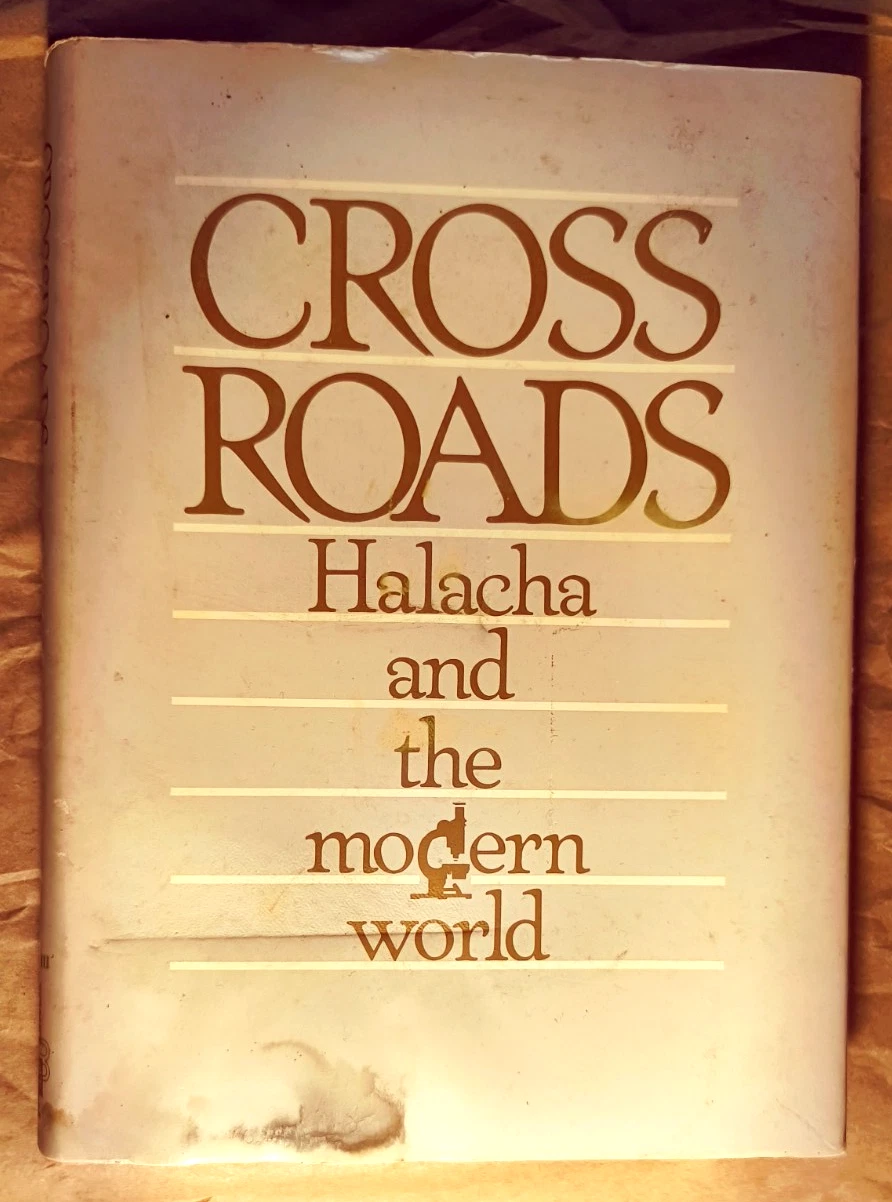 CROSS
ROADS
Halacha
and
the
modern
world